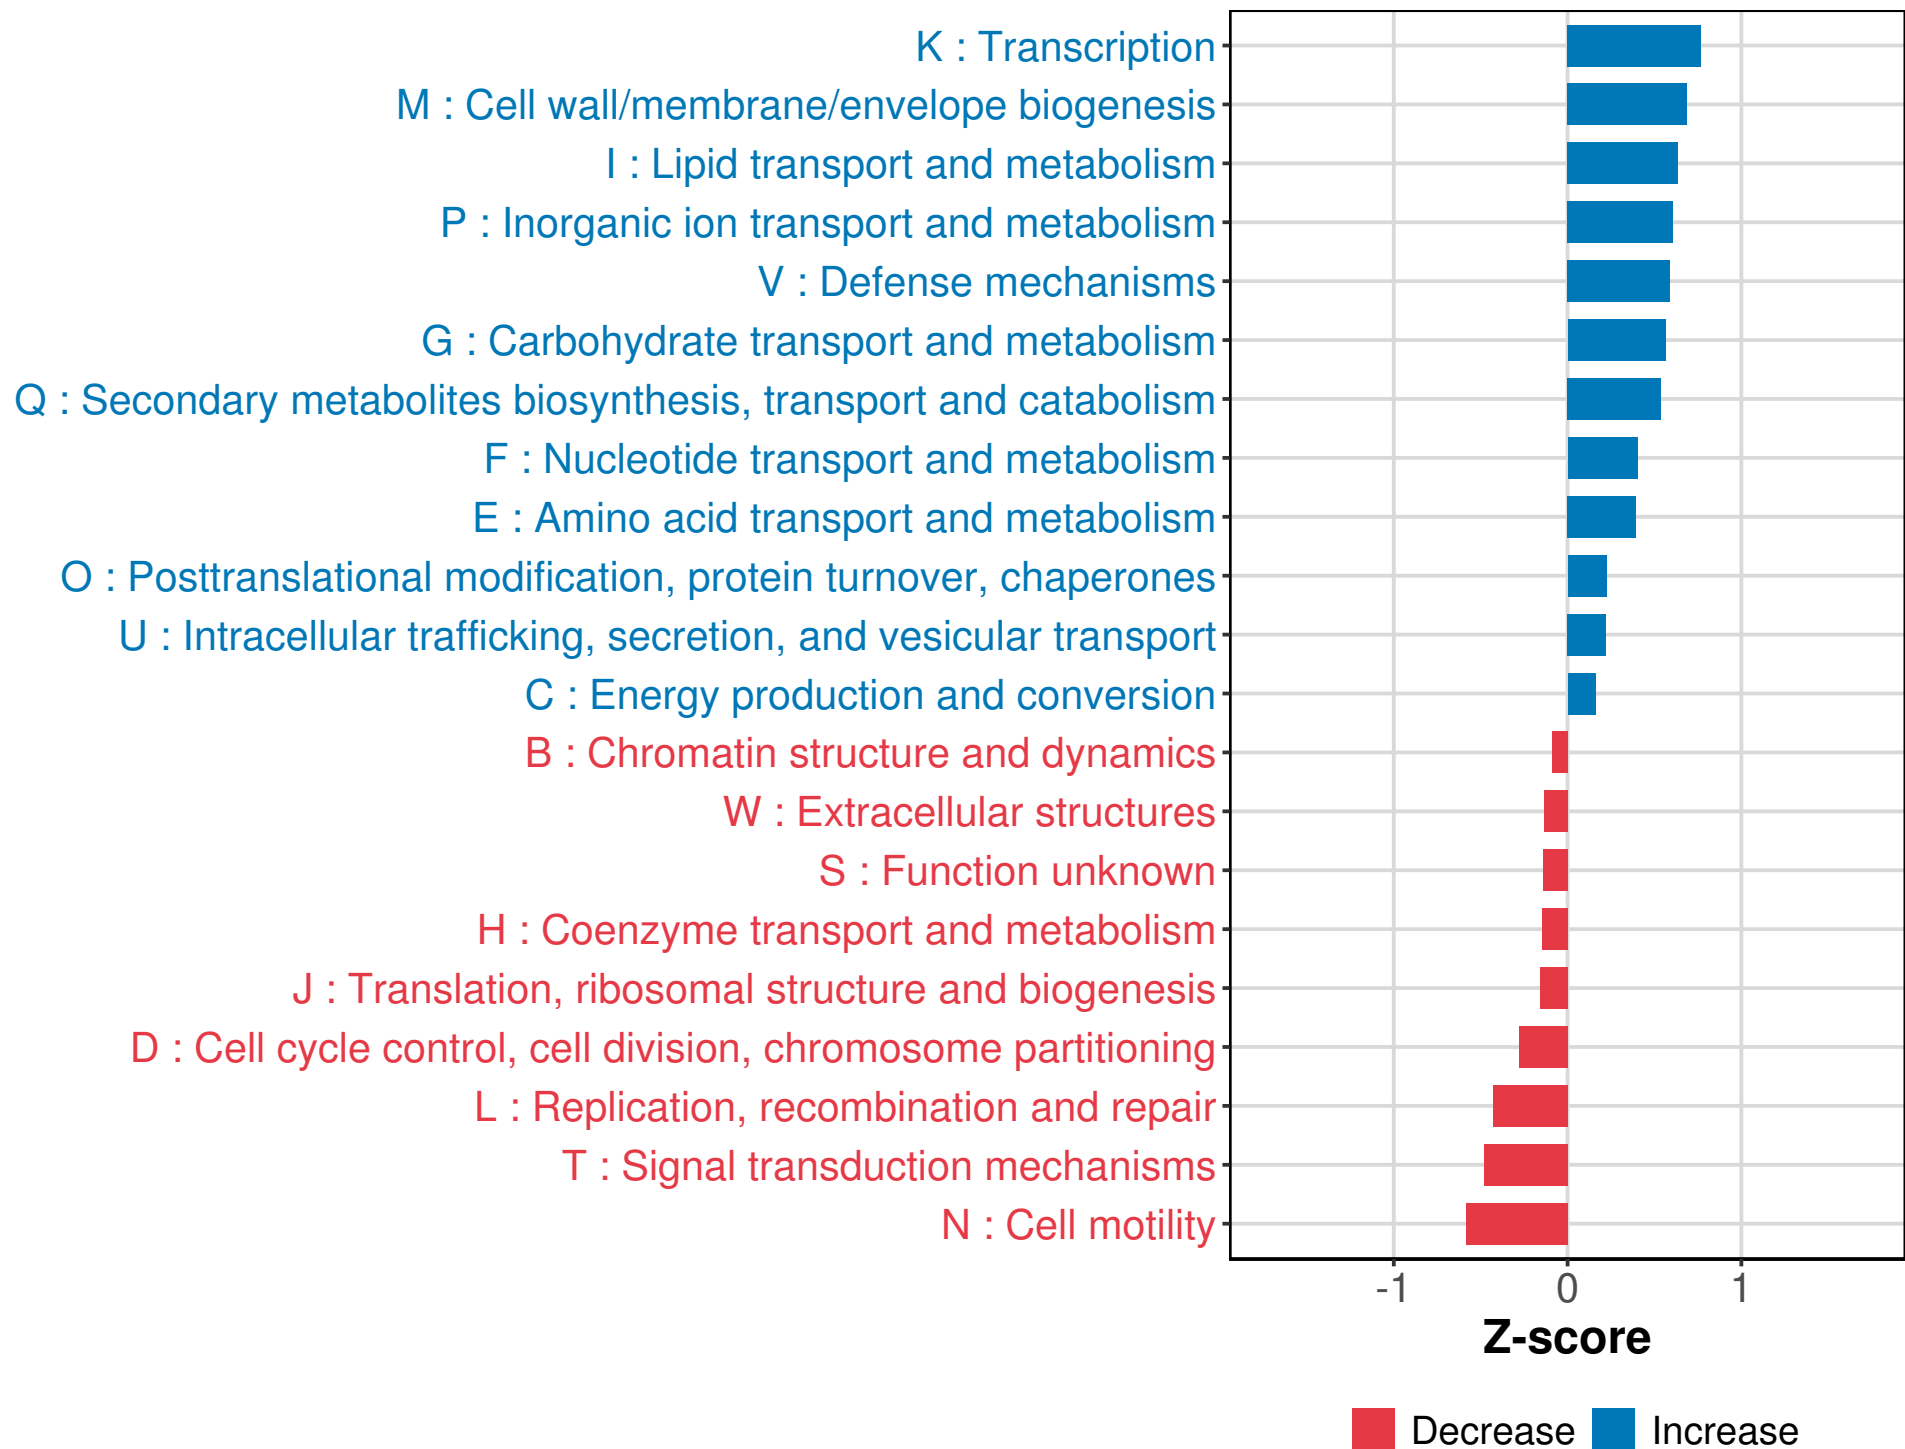 K : Transcription
M : Cell wall/membrane/envelope biogenesis
I : Lipid transport and metabolism
P : Inorganic ion transport and metabolism
V : Defense mechanisms
G : Carbohydrate transport and metabolism
Q : Secondary metabolites biosynthesis, transport and catabolism
F : Nucleotide transport and metabolism
E : Amino acid transport and metabolism
O : Posttranslational modification, protein turnover, chaperones
U : Intracellular trafficking, secretion, and vesicular transport
C : Energy production and conversion
B : Chromatin structure and dynamics
W : Extracellular structures
S : Function unknown
H : Coenzyme transport and metabolism
J : Translation, ribosomal structure and biogenesis
D : Cell cycle control, cell division, chromosome partitioning
L : Replication, recombination and repair
T : Signal transduction mechanisms
N : Cell motility
-1 0 1
Z-score
Decrease Increase